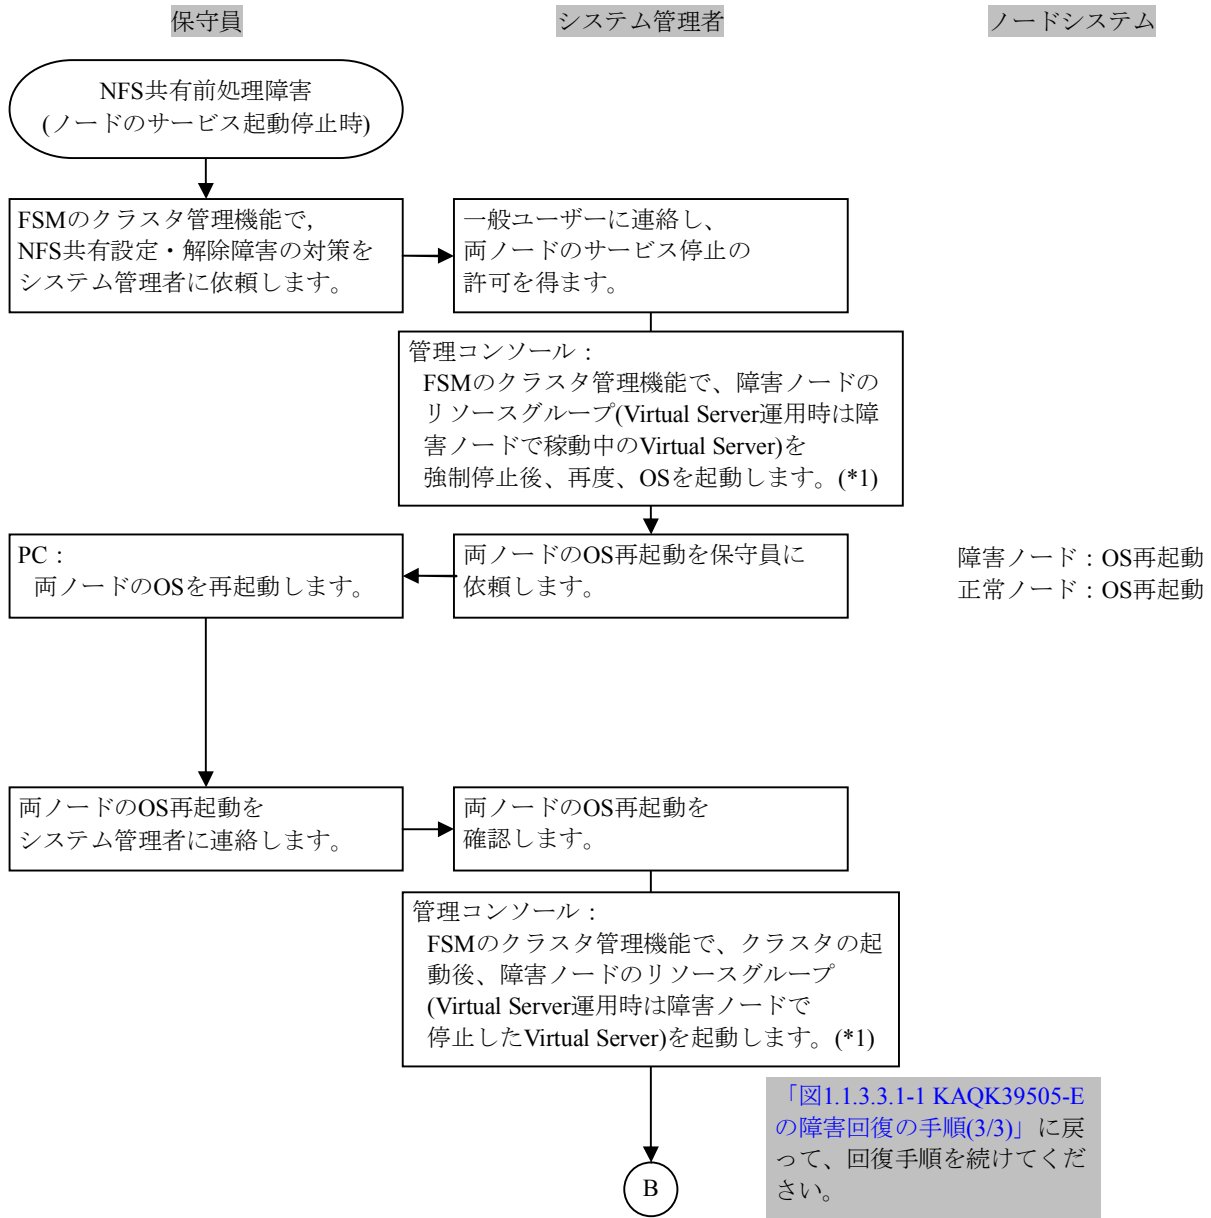 保守員
システム管理者
ノードシステム
NFS共有前処理障害
(ノードのサービス起動停止時)
FSMのクラスタ管理機能で,
NFS共有設定・解除障害の対策を
システム管理者に依頼します。
一般ユーザーに連絡し、
両ノードのサービス停止の
許可を得ます。
管理コンソール：
FSMのクラスタ管理機能で、障害ノードの
リソースグループ(Virtual Server運用時は障
害ノードで稼動中のVirtual Server)を
強制停止後、再度、OSを起動します。(*1)
PC：
両ノードのOSを再起動します。
両ノードのOS再起動を保守員に
依頼します。
障害ノード：OS再起動
正常ノード：OS再起動
両ノードのOS再起動を
システム管理者に連絡します。
両ノードのOS再起動を
確認します。
管理コンソール：
FSMのクラスタ管理機能で、クラスタの起
動後、障害ノードのリソースグループ
(Virtual Server運用時は障害ノードで
停止したVirtual Server)を起動します。(*1)
「図1.1.3.3.1-1 KAQK39505-E
の障害回復の手順(3/3)」に戻
って、回復手順を続けてくだ
さい。
B